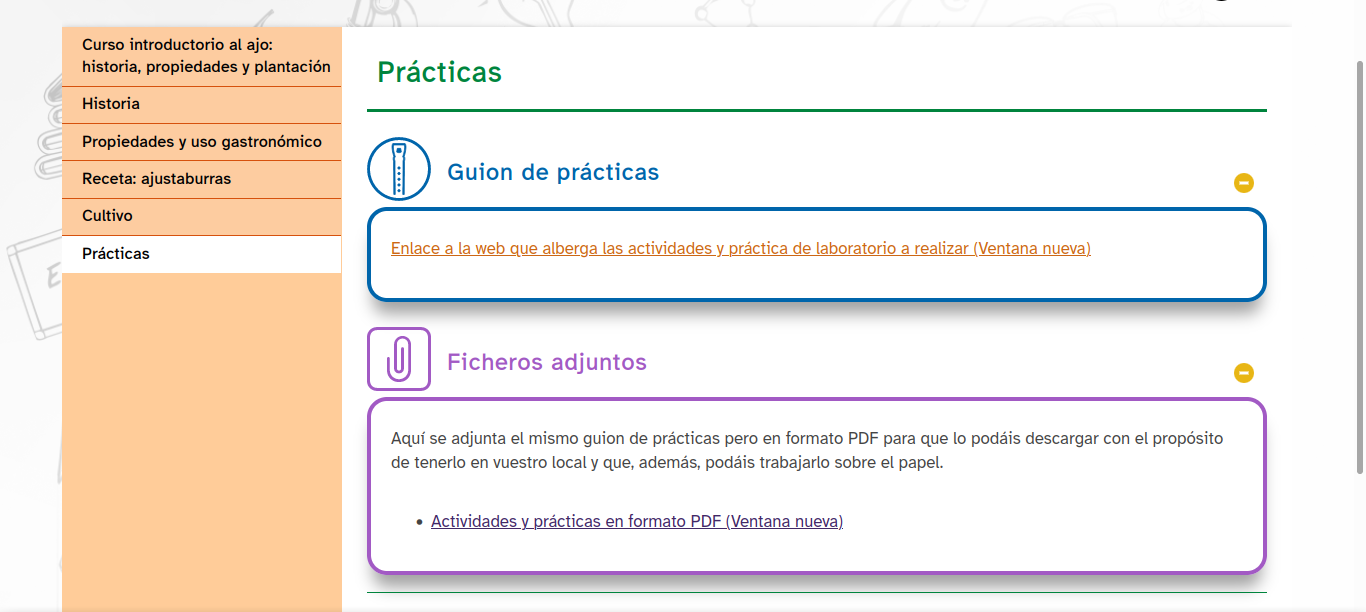 Curso introductorio al ajo:
historia, propiedades y plantación
Historia
Propiedades y uso gastronómico
Receta: ajustaburras
Cultivo
Prácticas
Prácticas
Guion de prácticas
Enlace a la web que alberga las actividades y práctica de laboratorio a realizar (Ventana nueva)
Ficheros adjuntos
Aquí se adjunta el mismo guion de prácticas pero en formato PDF para que lo podáis descargar con el propósito
de tenerlo en vuestro local y que, además, podáis trabajarlo sobre el papel.
• Actividades y prácticas en formato PDF (Ventana nueva)